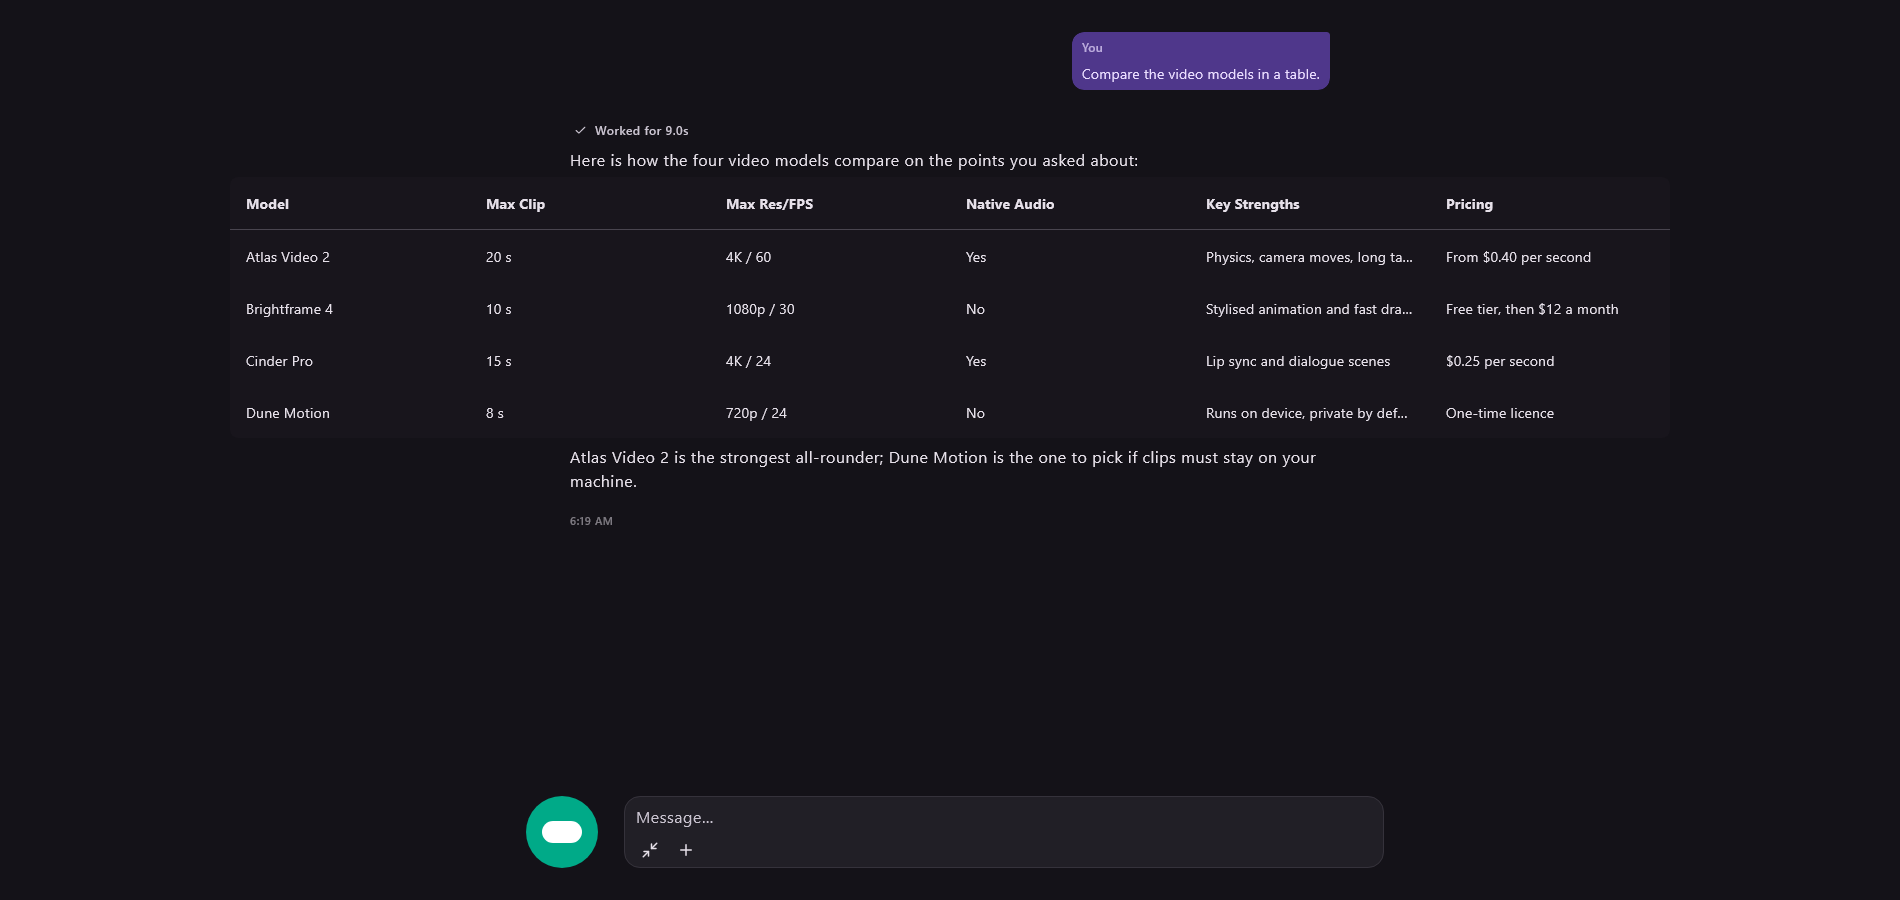 You
Compare the video models in a table.
Worked for 9.0s
Here is how the four video models compare on the points you asked about:
Model Max Clip Max Res/FPS Native Audio Key Strengths Pricing
Atlas Video 2 20 s 4K / 60 Yes Physics, camera moves, long ta... From $0.40 per second
Brightframe 4 10 s 1080p / 30 No Stylised animation and fast dra... Free tier, then $12 a month
Cinder Pro 15 s 4K / 24 Yes Lip sync and dialogue scenes $0.25 per second
Dune Motion 8 s 720p / 24 No Runs on device, private by def... One-time licence
Atlas Video 2 is the strongest all-rounder; Dune Motion is the one to pick if clips must stay on your
machine.
6:19 AM
Message...